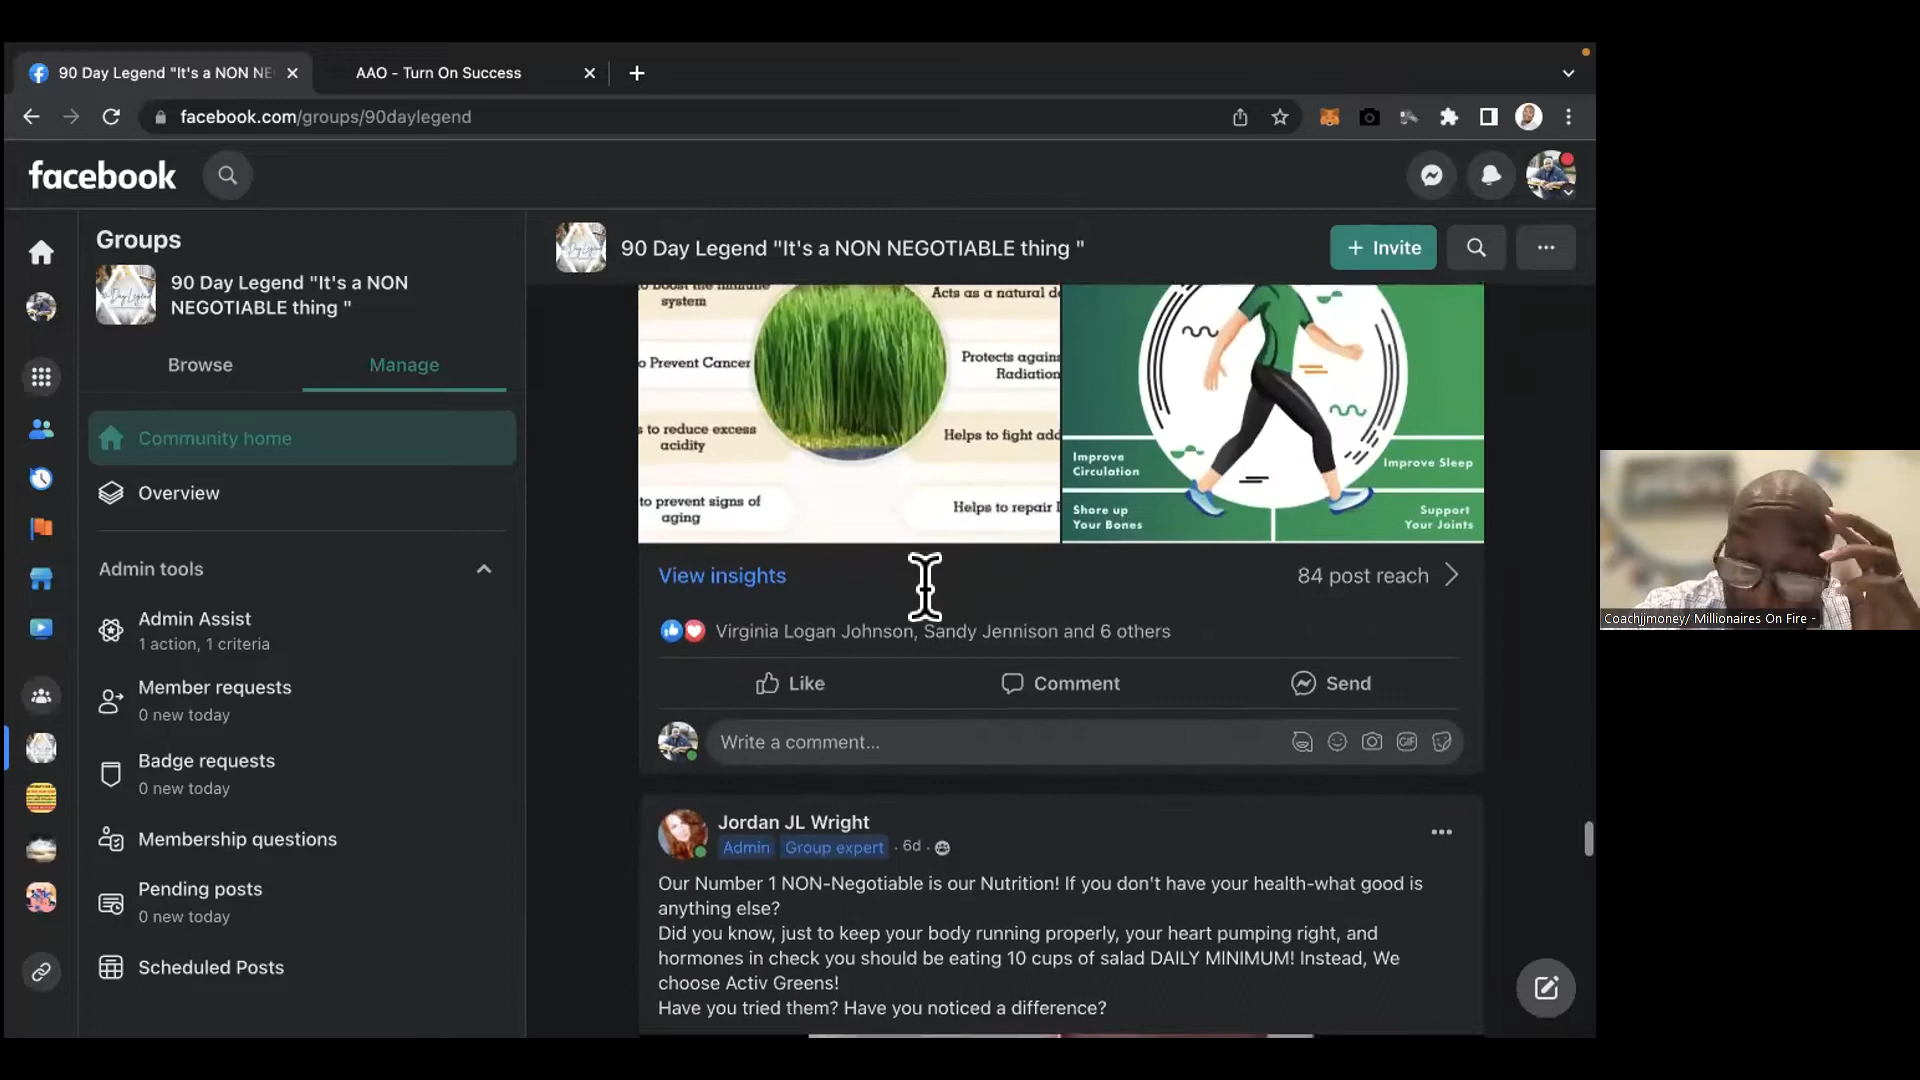 90 Day Legend "It's a NON NE
AAO - Turn On Success
facebook.com/groups/90daylegend
facebook
Groups
90 Day Legend "It's a NON
NEGOTIABLE thing "
Browse
Manage
Community home
Overview
Admin tools
Admin Assist
1 action, 1 criteria
Member requests
0 new today
Badge requests
0 new today
Membership questions
Pending posts
0 new today
Scheduled Posts
90 Day Legend "It's a NON NEGOTIABLE thing "
+ Invite
system
Acts as a natural d
o Prevent Cancer
Protects agains
Radiation
s to reduce excess
acidity
Helps to fight add
to prevent signs of
aging
Helps to repair
Improve
Circulation
Improve Sleep
Shore up
Your Bones
Support
Your Joints
View insights
84 post reach
Virginia Logan Johnson, Sandy Jennison and 6 others
Like
Comment
Send
Write a comment...
GIF
Jordan JL Wright
Admin Group expert · 6d ·
Our Number 1 NON-Negotiable is our Nutrition! If you don't have your health-what good is
anything else?
Did you know, just to keep your body running properly, your heart pumping right, and
hormones in check you should be eating 10 cups of salad DAILY MINIMUM! Instead, We
choose Activ Greens!
Have you tried them? Have you noticed a difference?
Coachjjmoney/ Millionaires On Fire -